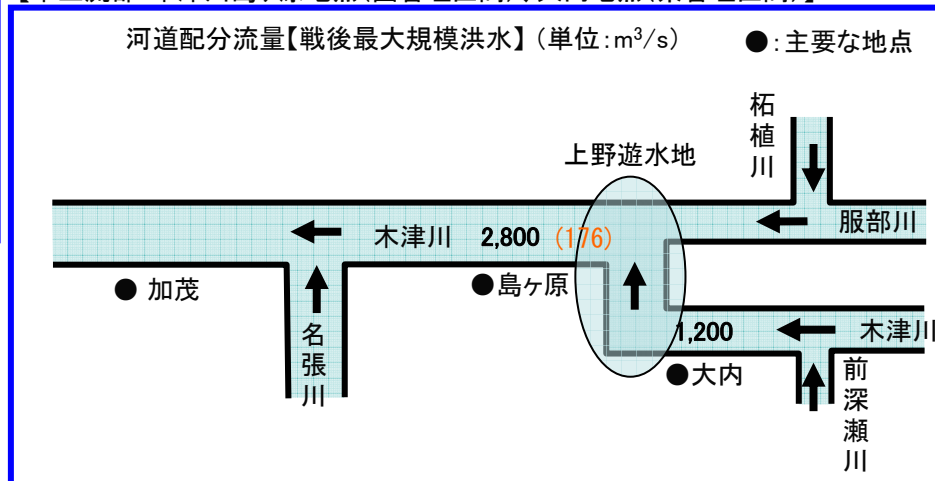 河道配分流量【戦後最大規模洪水】 (単位:m³/s)
●:主要な地点
柘植川
上野遊水地
服部川
木津川 2,800 (176)
●加茂
●島ヶ原
名張川
1,200
木津川
●大内
前深瀬川